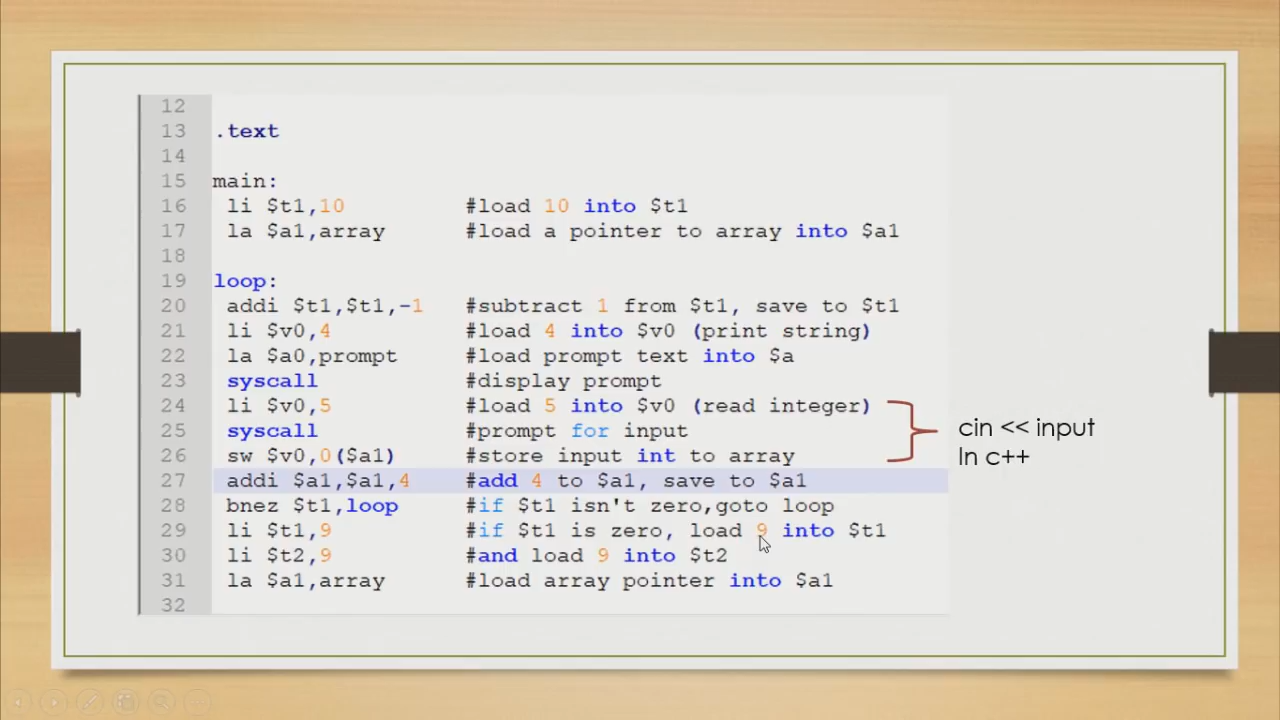 12
13 .text
14
15 main:
16 li $t1,10 #load 10 into $t1
17 la $a1,array #load a pointer to array into $a1
18
19 loop:
20 addi $t1,$t1,-1 #subtract 1 from $t1, save to $t1
21 li $v0,4 #load 4 into $v0 (print string)
22 la $a0,prompt #load prompt text into $a
23 syscall #display prompt
24 li $v0,5 #load 5 into $v0 (read integer)
25 syscall #prompt for input
26 sw $v0,0($a1) #store input int to array
27 addi $a1,$a1,4 #add 4 to $a1, save to $a1
28 bnez $t1,loop #if $t1 isn't zero,goto loop
29 li $t1,9 #if $t1 is zero, load 9 into $t1
30 li $t2,9 #and load 9 into $t2
31 la $a1,array #load array pointer into $a1
32
cin << input
In c++